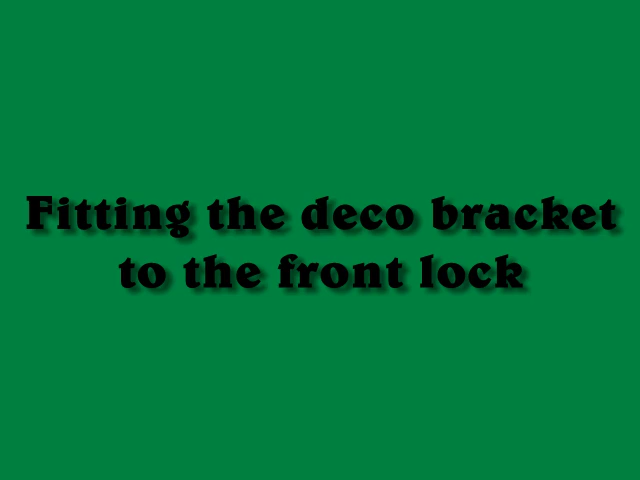 Fitting the deco bracket
to the front lock